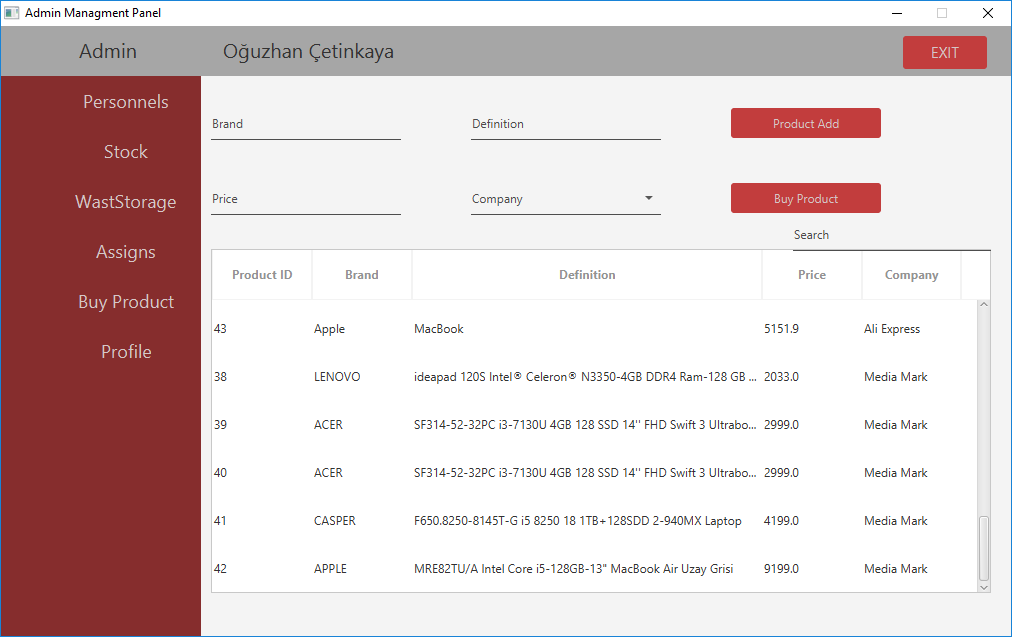 Admin Managment Panel
Admin
Oğuzhan Çetinkaya
EXIT
Personnels
Stock
WastStorage
Assigns
Buy Product
Profile
Brand
Definition
Product Add
Price
Company
Buy Product
Search
Product ID Brand Definition Price Company
43 Apple MacBook 5151.9 Ali Express
38 LENOVO ideapad 120S Intel® Celeron® N3350-4GB DDR4 Ram-128 GB ... 2033.0 Media Mark
39 ACER SF314-52-32PC i3-7130U 4GB 128 SSD 14'' FHD Swift 3 Ultrabo... 2999.0 Media Mark
40 ACER SF314-52-32PC i3-7130U 4GB 128 SSD 14'' FHD Swift 3 Ultrabo... 2999.0 Media Mark
41 CASPER F650.8250-8145T-G i5 8250 18 1TB+128SDD 2-940MX Laptop 4199.0 Media Mark
42 APPLE MRE82TU/A Intel Core i5-128GB-13" MacBook Air Uzay Grisi 9199.0 Media Mark